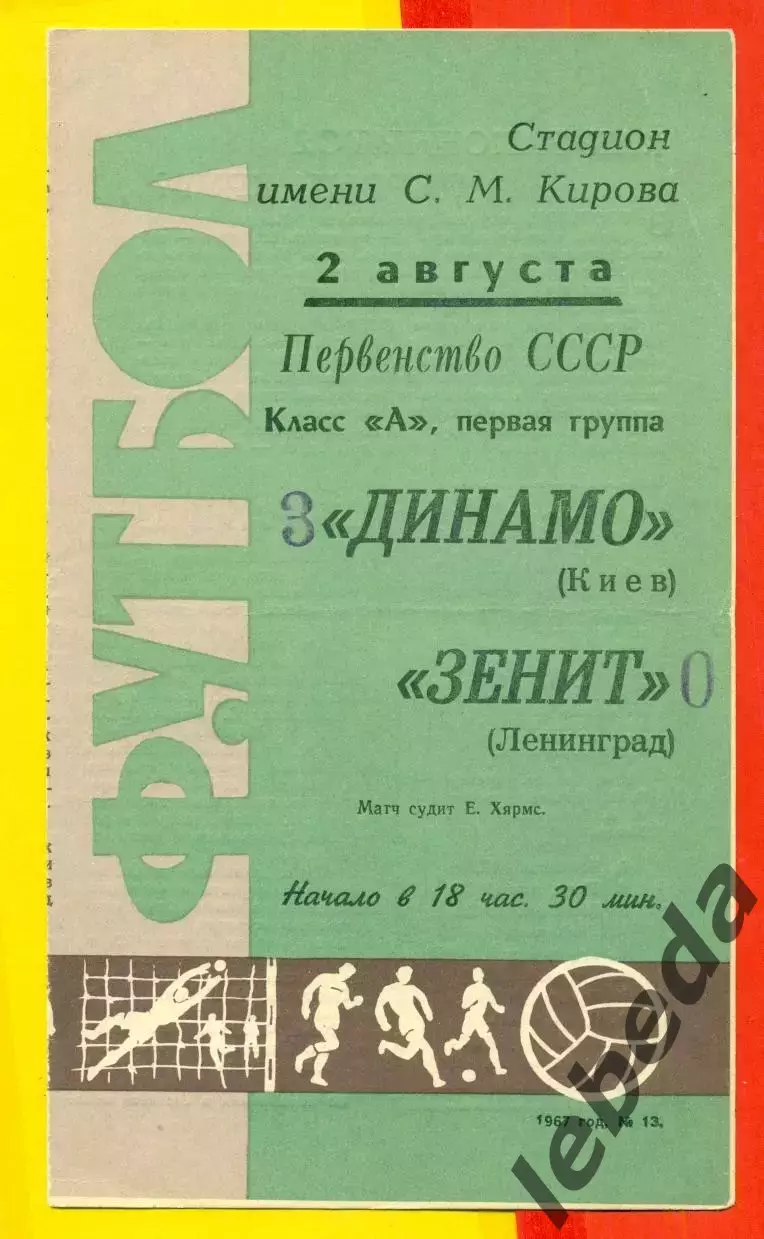 ФУТБОЛ
Стадион
имени С. М. Кирова
2 августа
Первенство СССР
Класс «А», первая группа
3 «ДИНАМО»
(Киев)
«ЗЕНИТ» 0
(Ленинград)
Матч судит Е. Хярмс.
Начало в 18 час. 30 мин.
1967 год. № 13.
lebeda